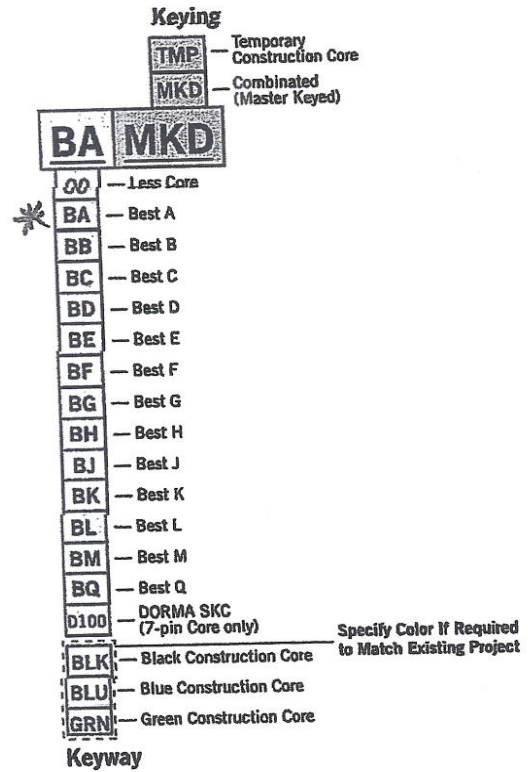 Keying
TMP — Temporary
Construction Core
MKD — Combinated
(Master Keyed)
BA MKD
00 — Less Core
BA — Best A
BB — Best B
BC — Best C
BD — Best D
BE — Best E
BF — Best F
BG — Best G
BH — Best H
BJ — Best J
BK — Best K
BL — Best L
BM — Best M
BQ — Best Q
D100 — DORMA SKC
(7-pin Core only)
Specify Color If Required
to Match Existing Project
BLK — Black Construction Core
BLU — Blue Construction Core
GRN — Green Construction Core
Keyway